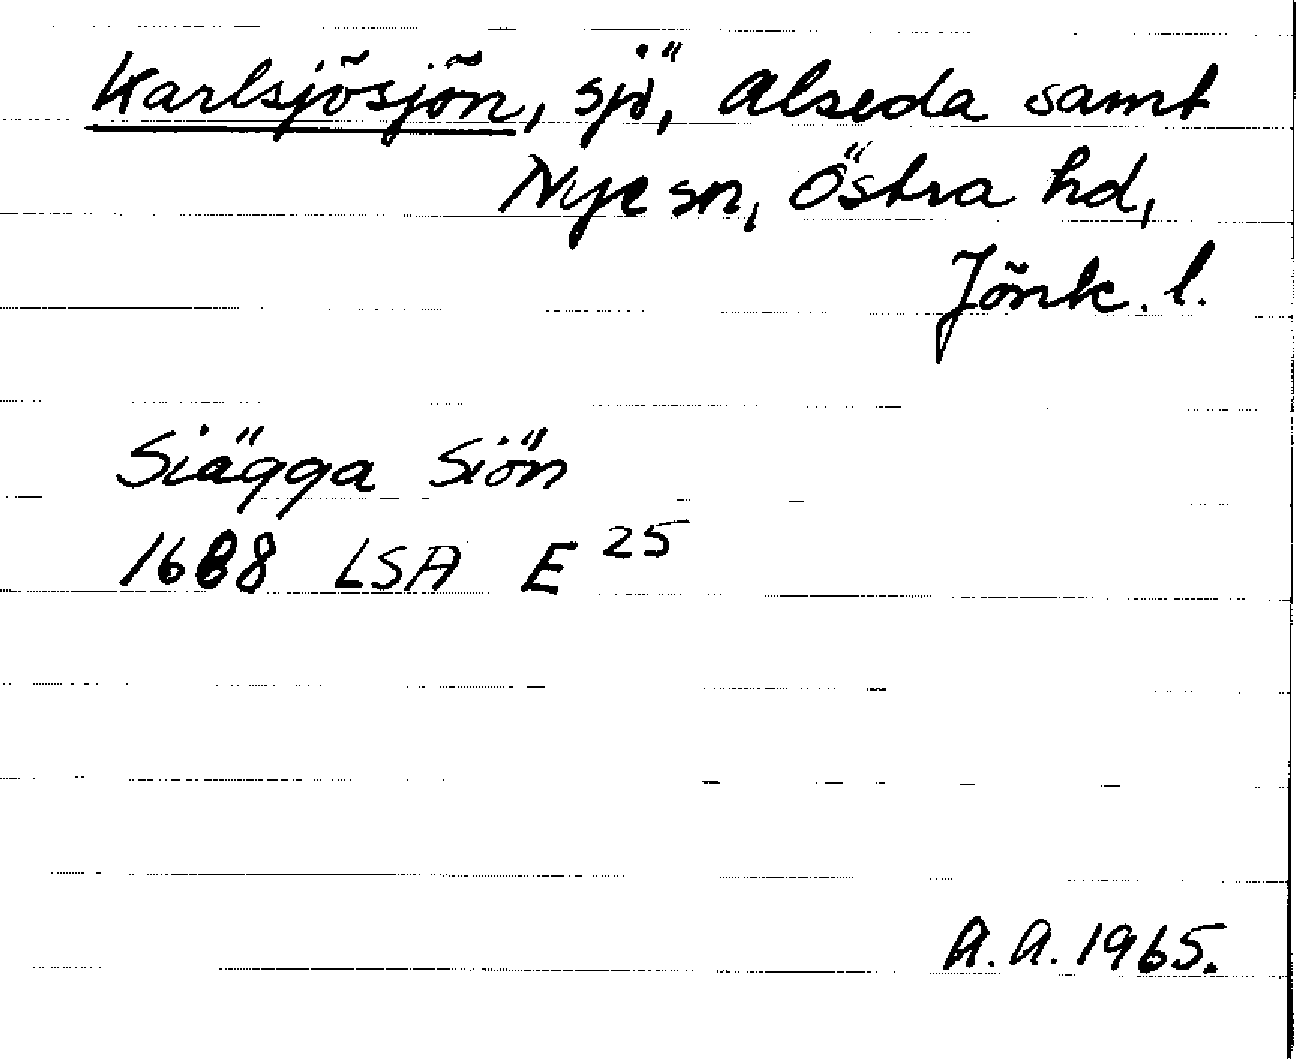 Karlsjösjön, sjö, Alseda samt
Nye sn, Östra hd,
Jönk. l.
Siägga Siön
1688 LSA E 25
A.A. 1965.